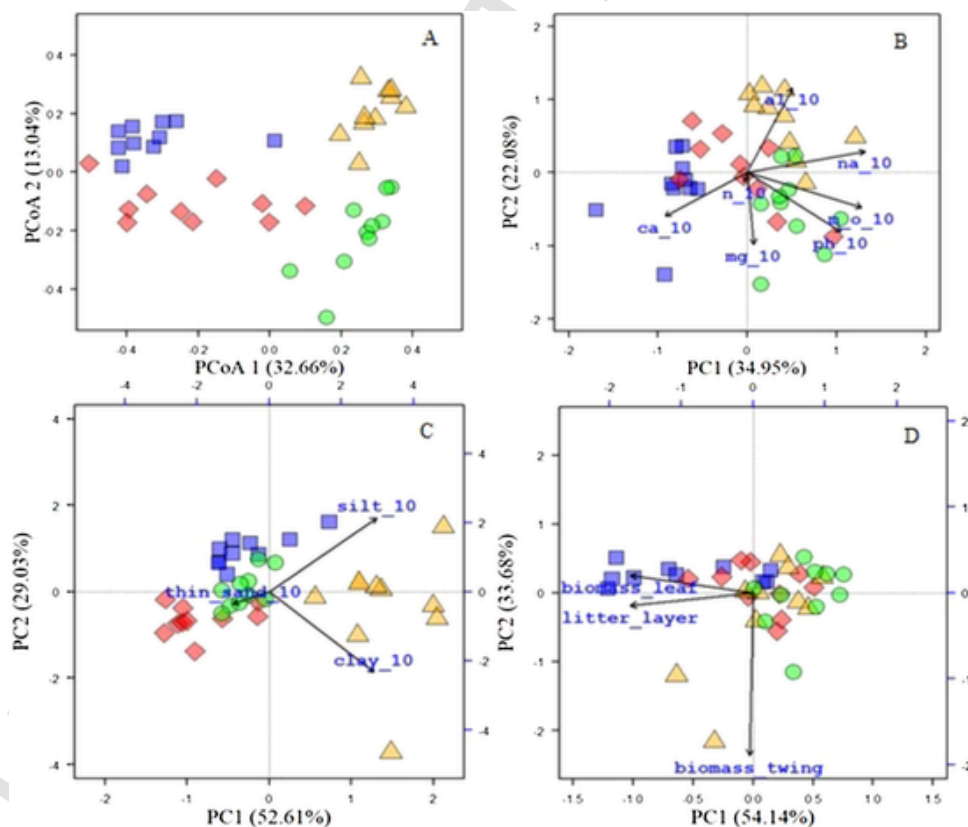 A
0 4
0.2
0.0
-0.2
-0.4
PCoA 2 (13.04%)
-0.4 -0.2 0.0 0.2 0.4
PCoA 1 (32.66%)
B
2
1
0
-1
-2
PC2 (22.08%)
al_10
na_10
n_10
ca_10
ph_10
mg_10
-2 -1 0 1 2
PC1 (34.95%)
-4 -2 0 2 4
C
4
2
0
-2
-4
PC2 (29.03%)
silt_10
thin_sand_10
clay_10
4
2
0
-2
-4
-2 -1 0 1 2
PC1 (52.61%)
-2 -1 0 1 2
D
2
1
0
-1
-2
PC2 (33.68%)
biomass_leaf
litter_layer
biomass_twing
-1.5 -1.0 -0.5 0.0 0.5 1.0 1.5
PC1 (54.14%)